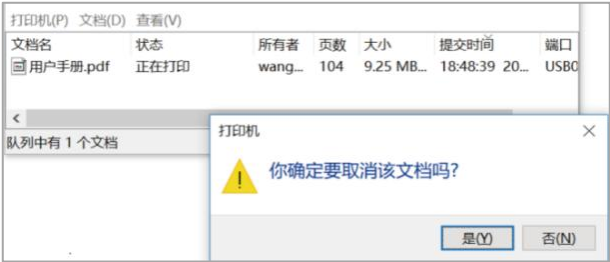 打印机(P) 文档(D) 查看(V)
文档名 状态 所有者 页数 大小 提交时间 端口
用户手册.pdf 正在打印 wang... 104 9.25 MB... 18:48:39 20... USB0
队列中有 1 个文档
打印机
你确定要取消该文档吗?
是(Y) 否(N)